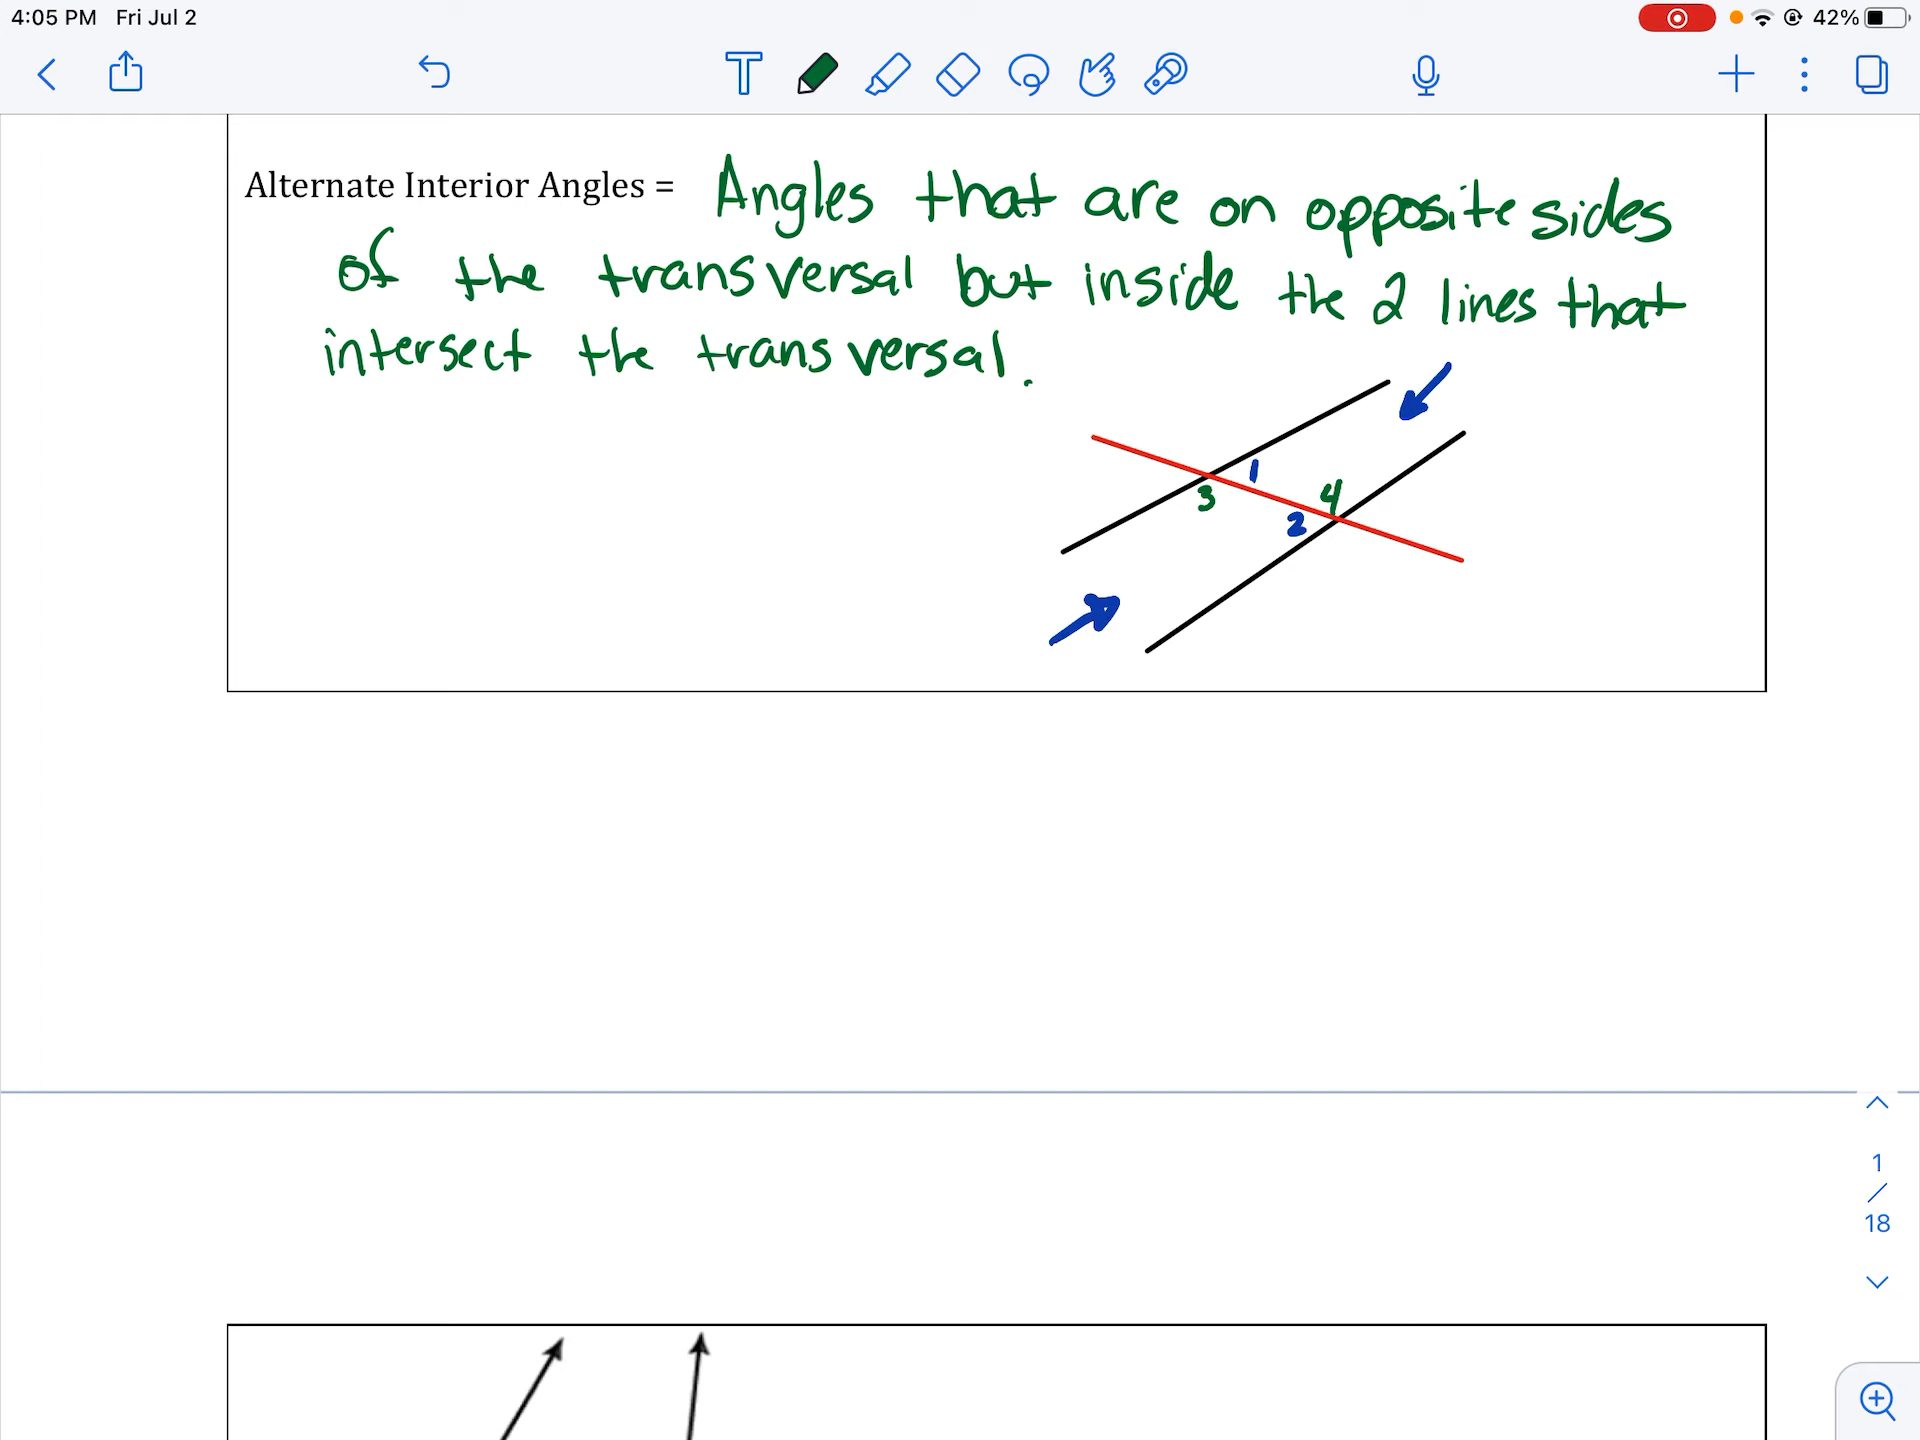 4:05 PM Fri Jul 2
42%
Alternate Interior Angles = Angles that are on opposite sides
of the transversal but inside the 2 lines that
intersect the transversal.
1
3
4
2
1
/
18